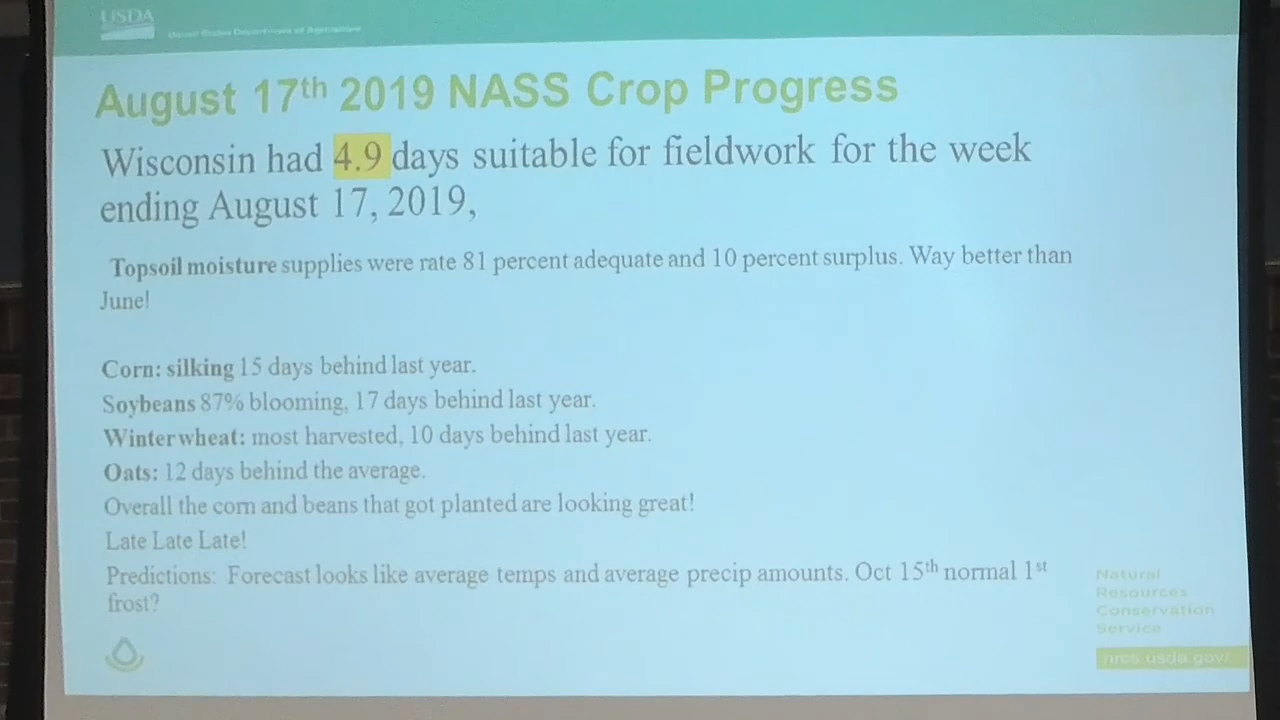 USDA
United States Department of Agriculture
August 17th 2019 NASS Crop Progress
Wisconsin had 4.9 days suitable for fieldwork for the week
ending August 17, 2019,
Topsoil moisture supplies were rate 81 percent adequate and 10 percent surplus. Way better than
June!
Corn: silking 15 days behind last year.
Soybeans 87% blooming, 17 days behind last year.
Winter wheat: most harvested, 10 days behind last year.
Oats: 12 days behind the average.
Overall the corn and beans that got planted are looking great!
Late Late Late!
Predictions: Forecast looks like average temps and average precip amounts. Oct 15th normal 1st
frost?
Natural
Resources
Conservation
Service
nrcs.usda.gov/